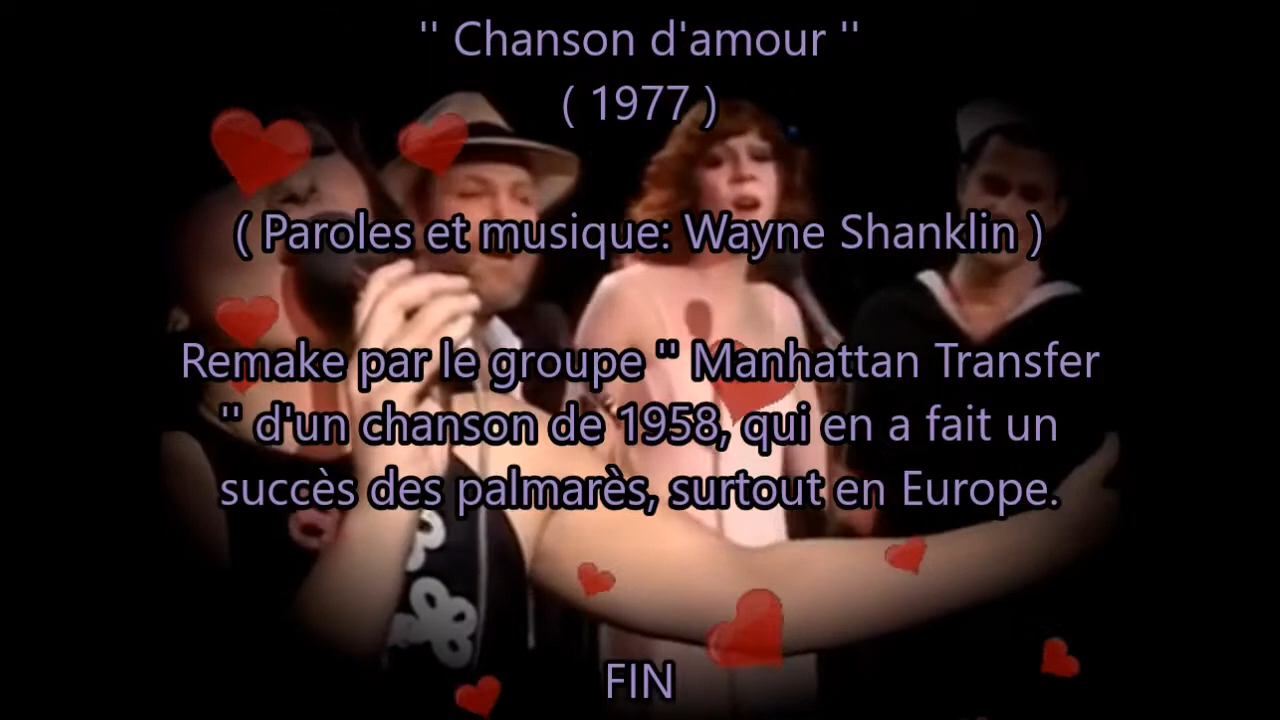 " Chanson d'amour "
( 1977 )
( Paroles et musique: Wayne Shanklin )
Remake par le groupe " Manhattan Transfer
" d'un chanson de 1958, qui en a fait un
succès des palmarès, surtout en Europe.
FIN